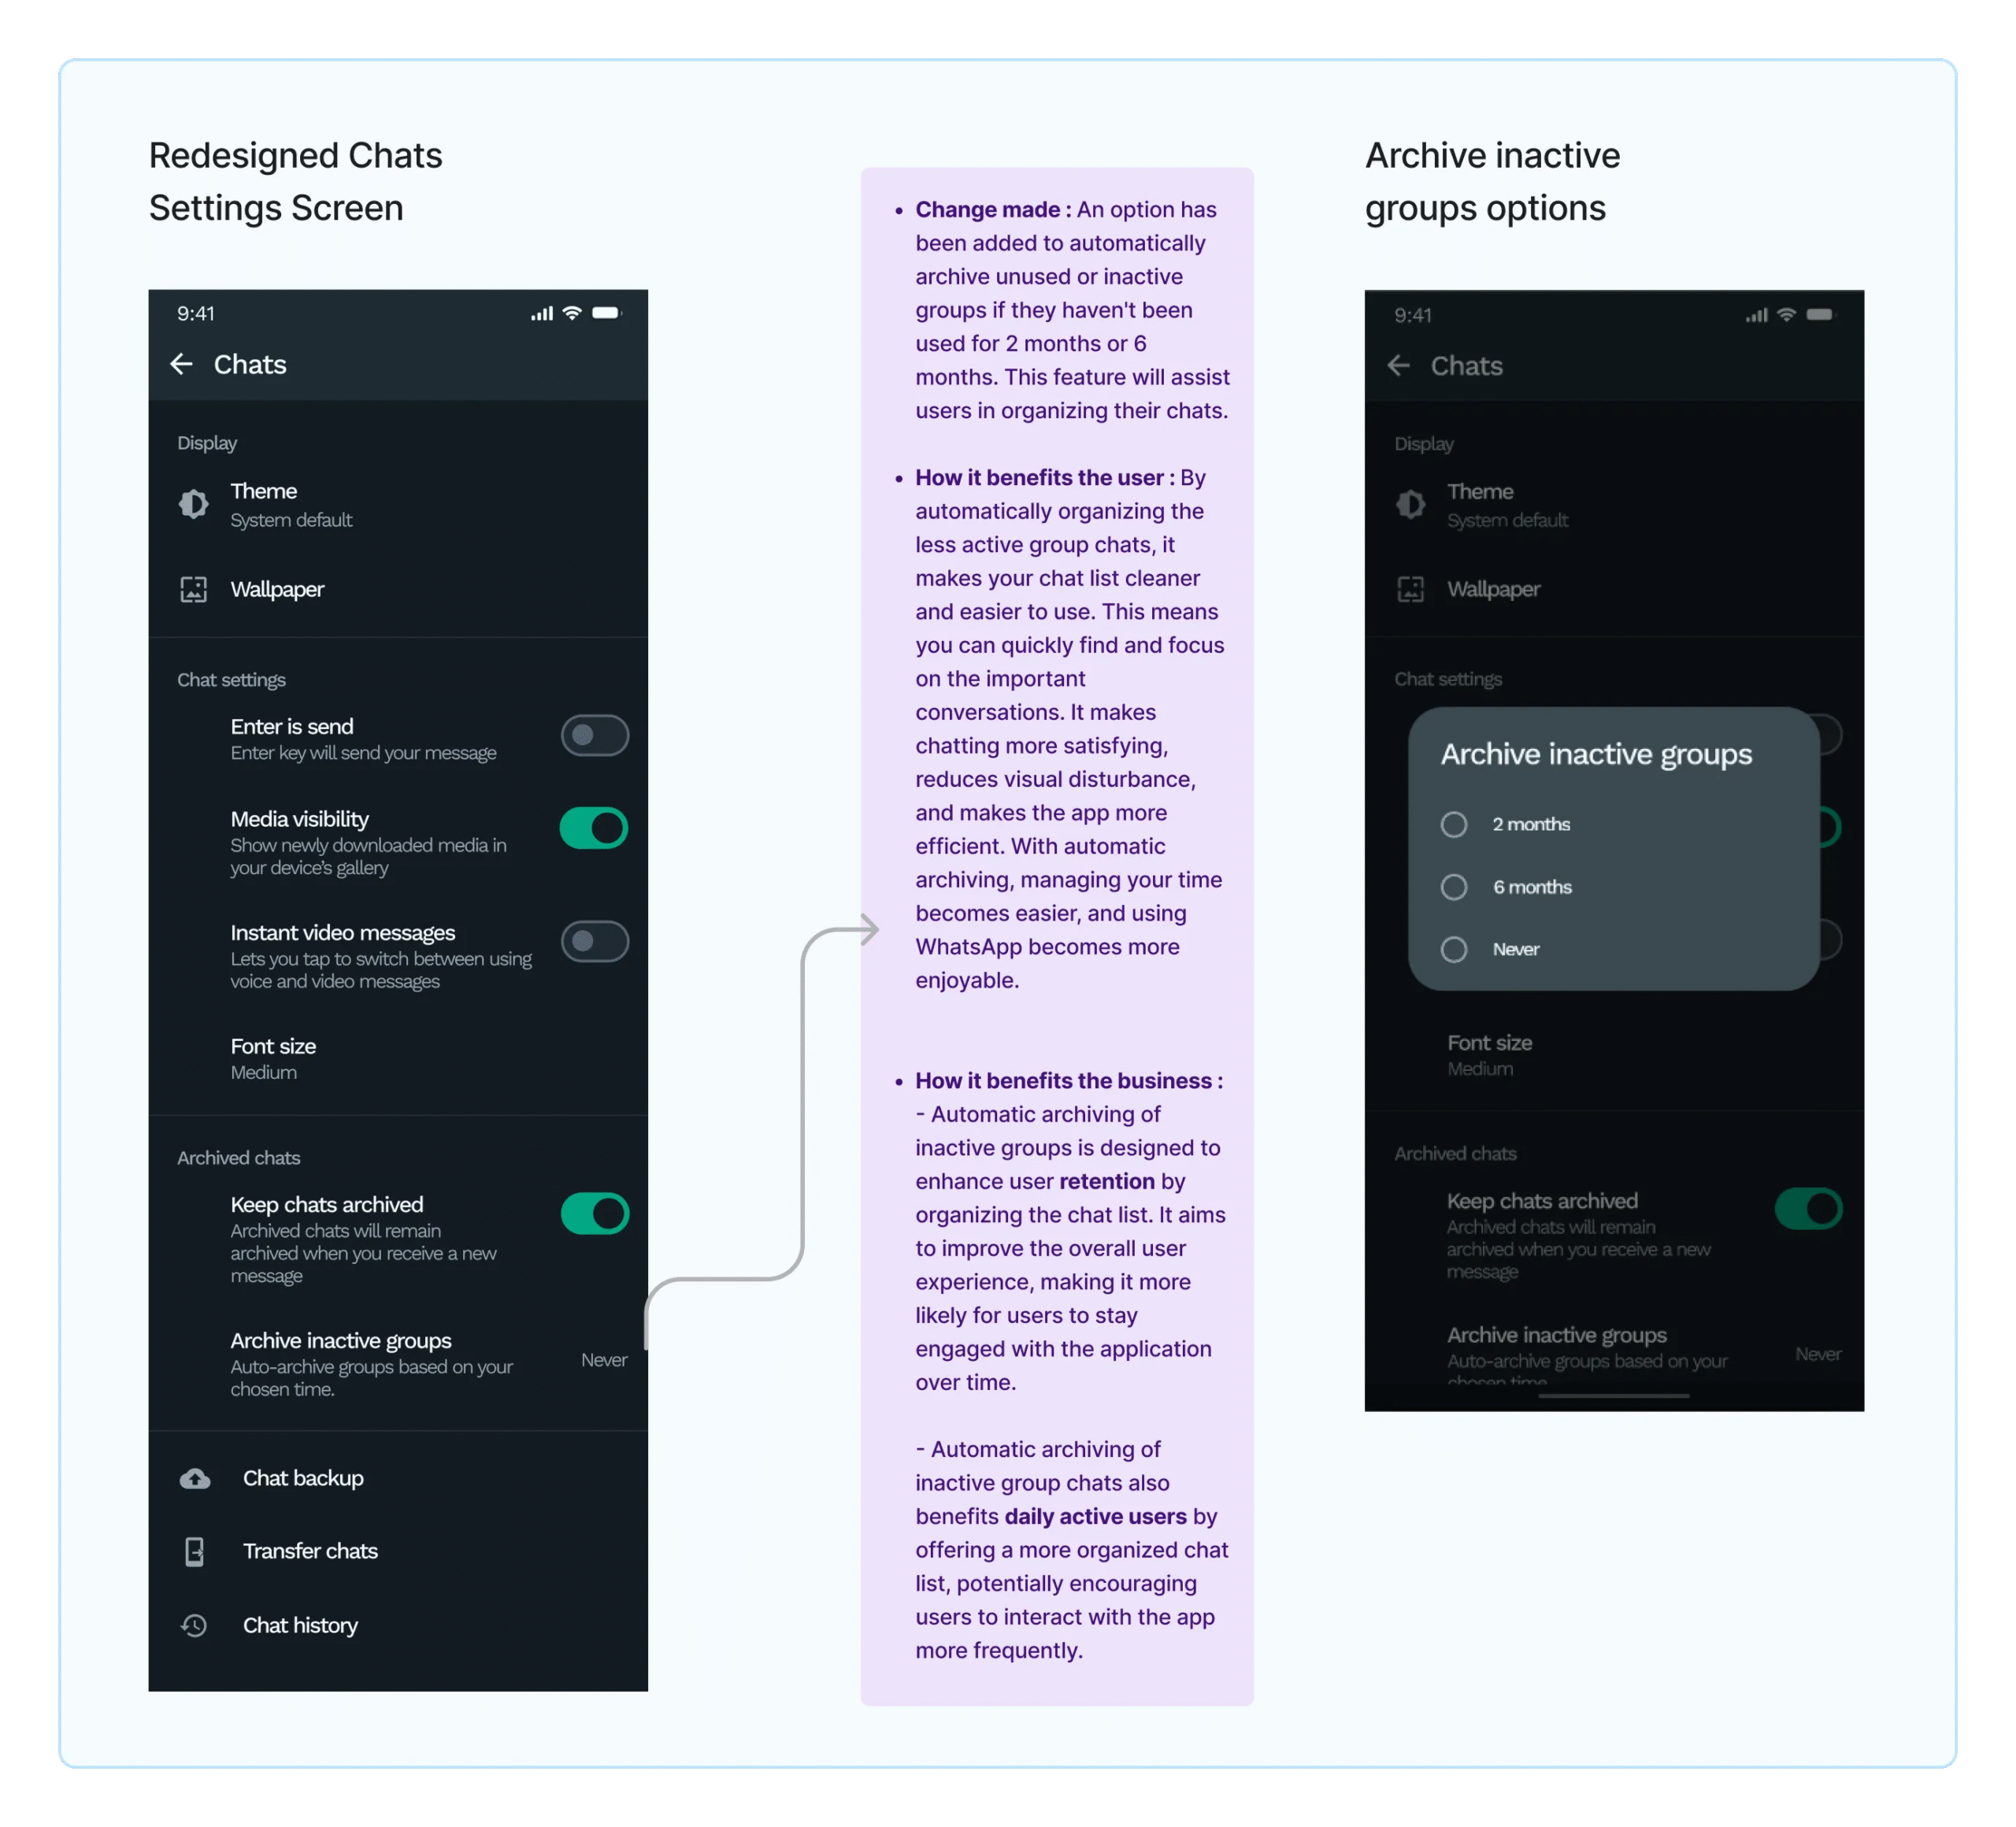 Redesigned Chats
Settings Screen
9:41
Chats
Display
Theme
System default
Wallpaper
Chat settings
Enter is send
Enter key will send your message
Media visibility
Show newly downloaded media in
your device's gallery
Instant video messages
Lets you tap to switch between using
voice and video messages
Font size
Medium
Archived chats
Keep chats archived
Archived chats will remain
archived when you receive a new
message
Archive inactive groups
Auto-archive groups based on your
chosen time.
Never
Chat backup
Transfer chats
Chat history
• Change made : An option has
been added to automatically
archive unused or inactive
groups if they haven't been
used for 2 months or 6
months. This feature will assist
users in organizing their chats.
• How it benefits the user : By
automatically organizing the
less active group chats, it
makes your chat list cleaner
and easier to use. This means
you can quickly find and focus
on the important
conversations. It makes
chatting more satisfying,
reduces visual disturbance,
and makes the app more
efficient. With automatic
archiving, managing your time
becomes easier, and using
WhatsApp becomes more
enjoyable.
• How it benefits the business :
- Automatic archiving of
inactive groups is designed to
enhance user retention by
organizing the chat list. It aims
to improve the overall user
experience, making it more
likely for users to stay
engaged with the application
over time.
- Automatic archiving of
inactive group chats also
benefits daily active users by
offering a more organized chat
list, potentially encouraging
users to interact with the app
more frequently.
Archive inactive
groups options
9:41
Chats
Display
Theme
System default
Wallpaper
Chat settings
Archive inactive groups
2 months
6 months
Never
Font size
Medium
Archived chats
Keep chats archived
Archived chats will remain
archived when you receive a new
message
Archive inactive groups
Auto-archive groups based on your
chosen time
Never